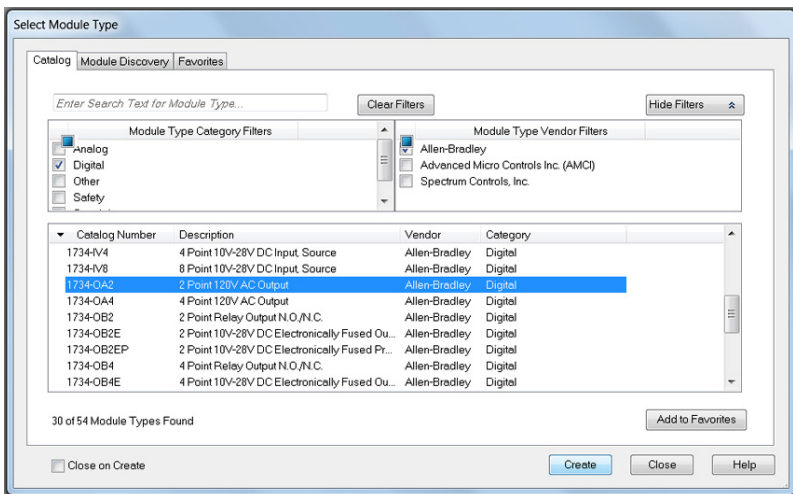 Select Module Type
Catalog Module Discovery Favorites
Enter Search Text for Module Type... Clear Filters Hide Filters
Module Type Category Filters Module Type Vendor Filters
Analog Allen-Bradley
Digital Advanced Micro Controls Inc. (AMCI)
Other Spectrum Controls, Inc.
Safety
Catalog Number Description Vendor Category
1734-IV4 4 Point 10V-28V DC Input, Source Allen-Bradley Digital
1734-IV8 8 Point 10V-28V DC Input, Source Allen-Bradley Digital
1734-OA2 2 Point 120V AC Output Allen-Bradley Digital
1734-OA4 4 Point 120V AC Output Allen-Bradley Digital
1734-OB2 2 Point Relay Output N.O./N.C. Allen-Bradley Digital
1734-OB2E 2 Point 10V-28V DC Electronically Fused Ou... Allen-Bradley Digital
1734-OB2EP 2 Point 10V-28V DC Electronically Fused Pr... Allen-Bradley Digital
1734-OB4 4 Point Relay Output N.O./N.C. Allen-Bradley Digital
1734-OB4E 4 Point 10V-28V DC Electronically Fused Ou... Allen-Bradley Digital
30 of 54 Module Types Found Add to Favorites
Close on Create Create Close Help